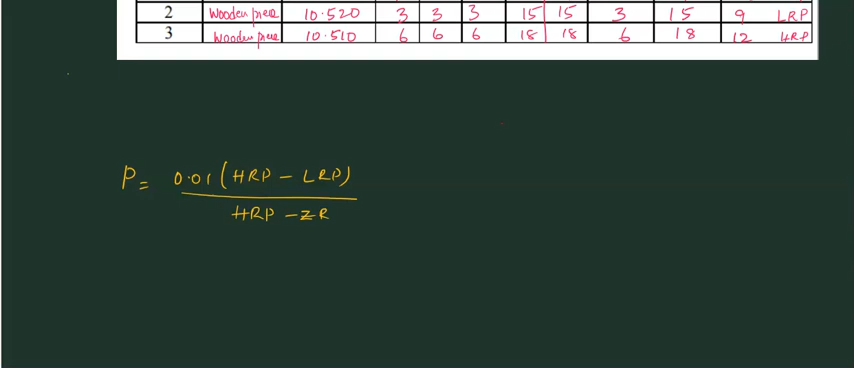 2 Wooden piece 10.520 3 3 3 15 15 3 15 9 LRP
3 Wooden piece 10.510 6 6 6 18 18 6 18 12 HRP
P = 0.01 (HRP - LRP)
HRP - ZR